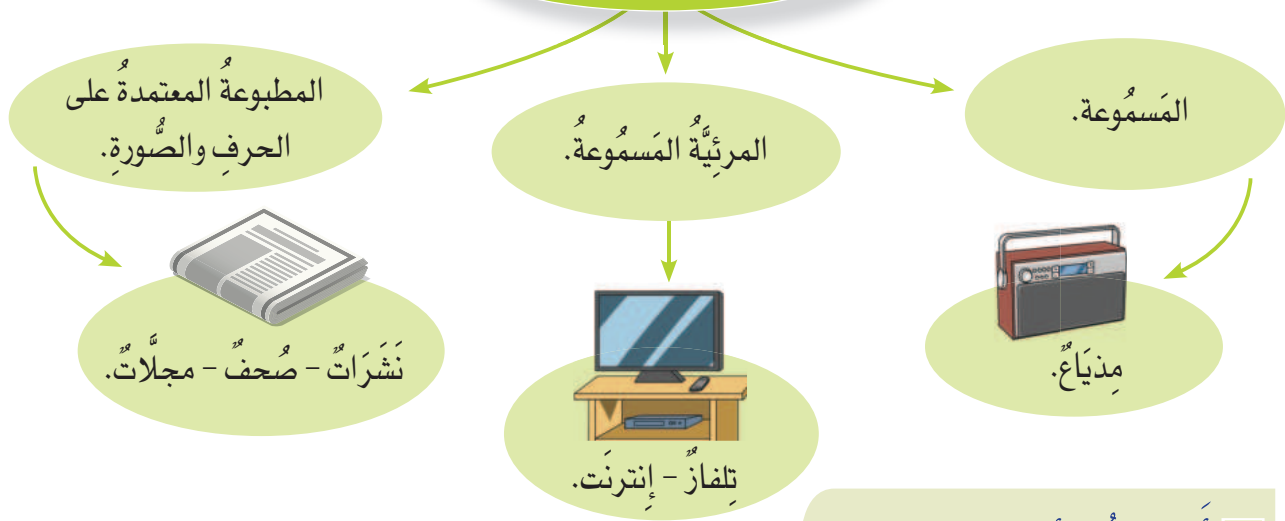 المَسمُوعة.
المرئِيَّةُ المَسمُوعةُ.
المطبوعةُ المعتمدةُ على
الحرفِ والصُّورةِ.
مِذيَاعٌ.
تِلفازٌ - إِنترنَت.
نَشَرَاتٌ - صُحفٌ - مجلَّاتٌ.